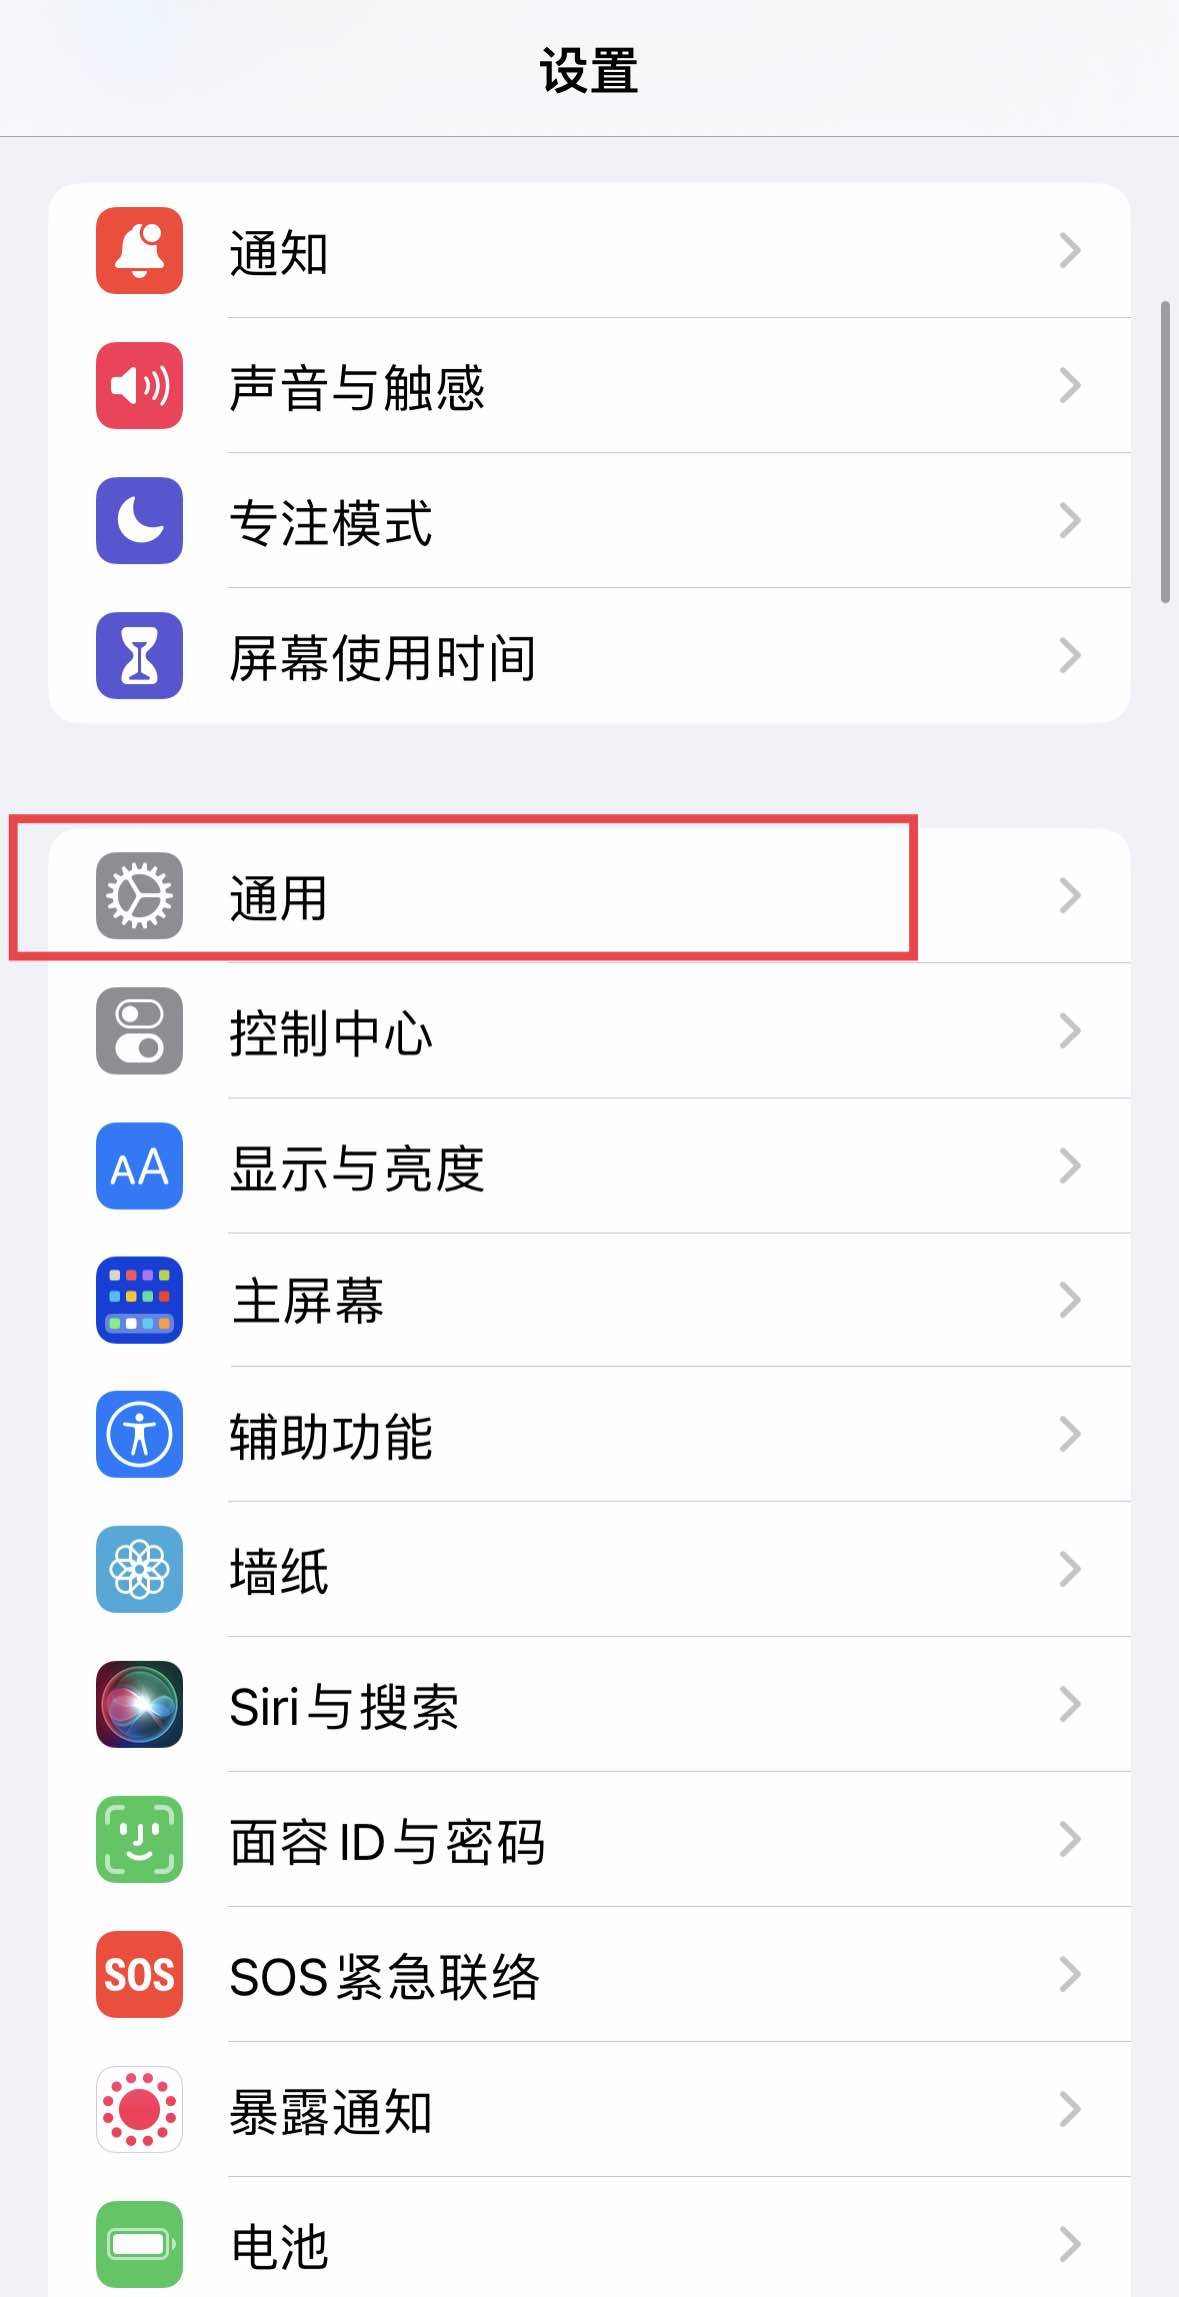 设置
通知
声音与触感
专注模式
屏幕使用时间
通用
控制中心
AA
显示与亮度
主屏幕
辅助功能
墙纸
Siri与搜索
面容ID与密码
SOS
SOS紧急联络
暴露通知
电池